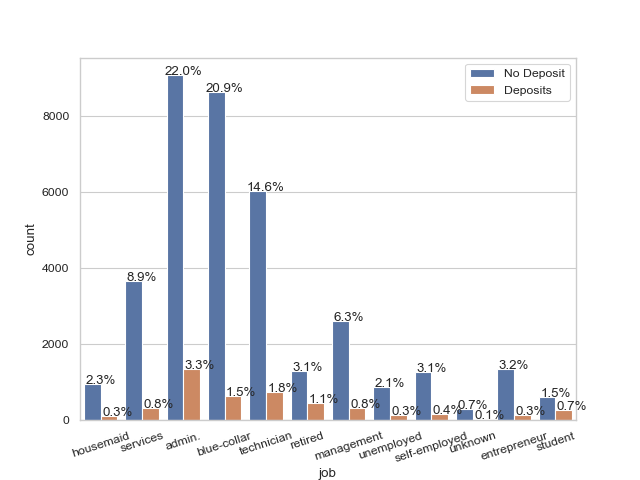 No Deposit
Deposits
count
8000
6000
4000
2000
0
2.3%
0.3%
8.9%
0.8%
22.0%
3.3%
20.9%
1.5%
14.6%
1.8%
3.1%
1.1%
6.3%
0.8%
2.1%
0.3%
3.1%
0.4%
0.7%
0.1%
3.2%
0.3%
1.5%
0.7%
housemaid
services
admin.
blue-collar
technician
retired
management
unemployed
self-employed
unknown
entrepreneur
student
job